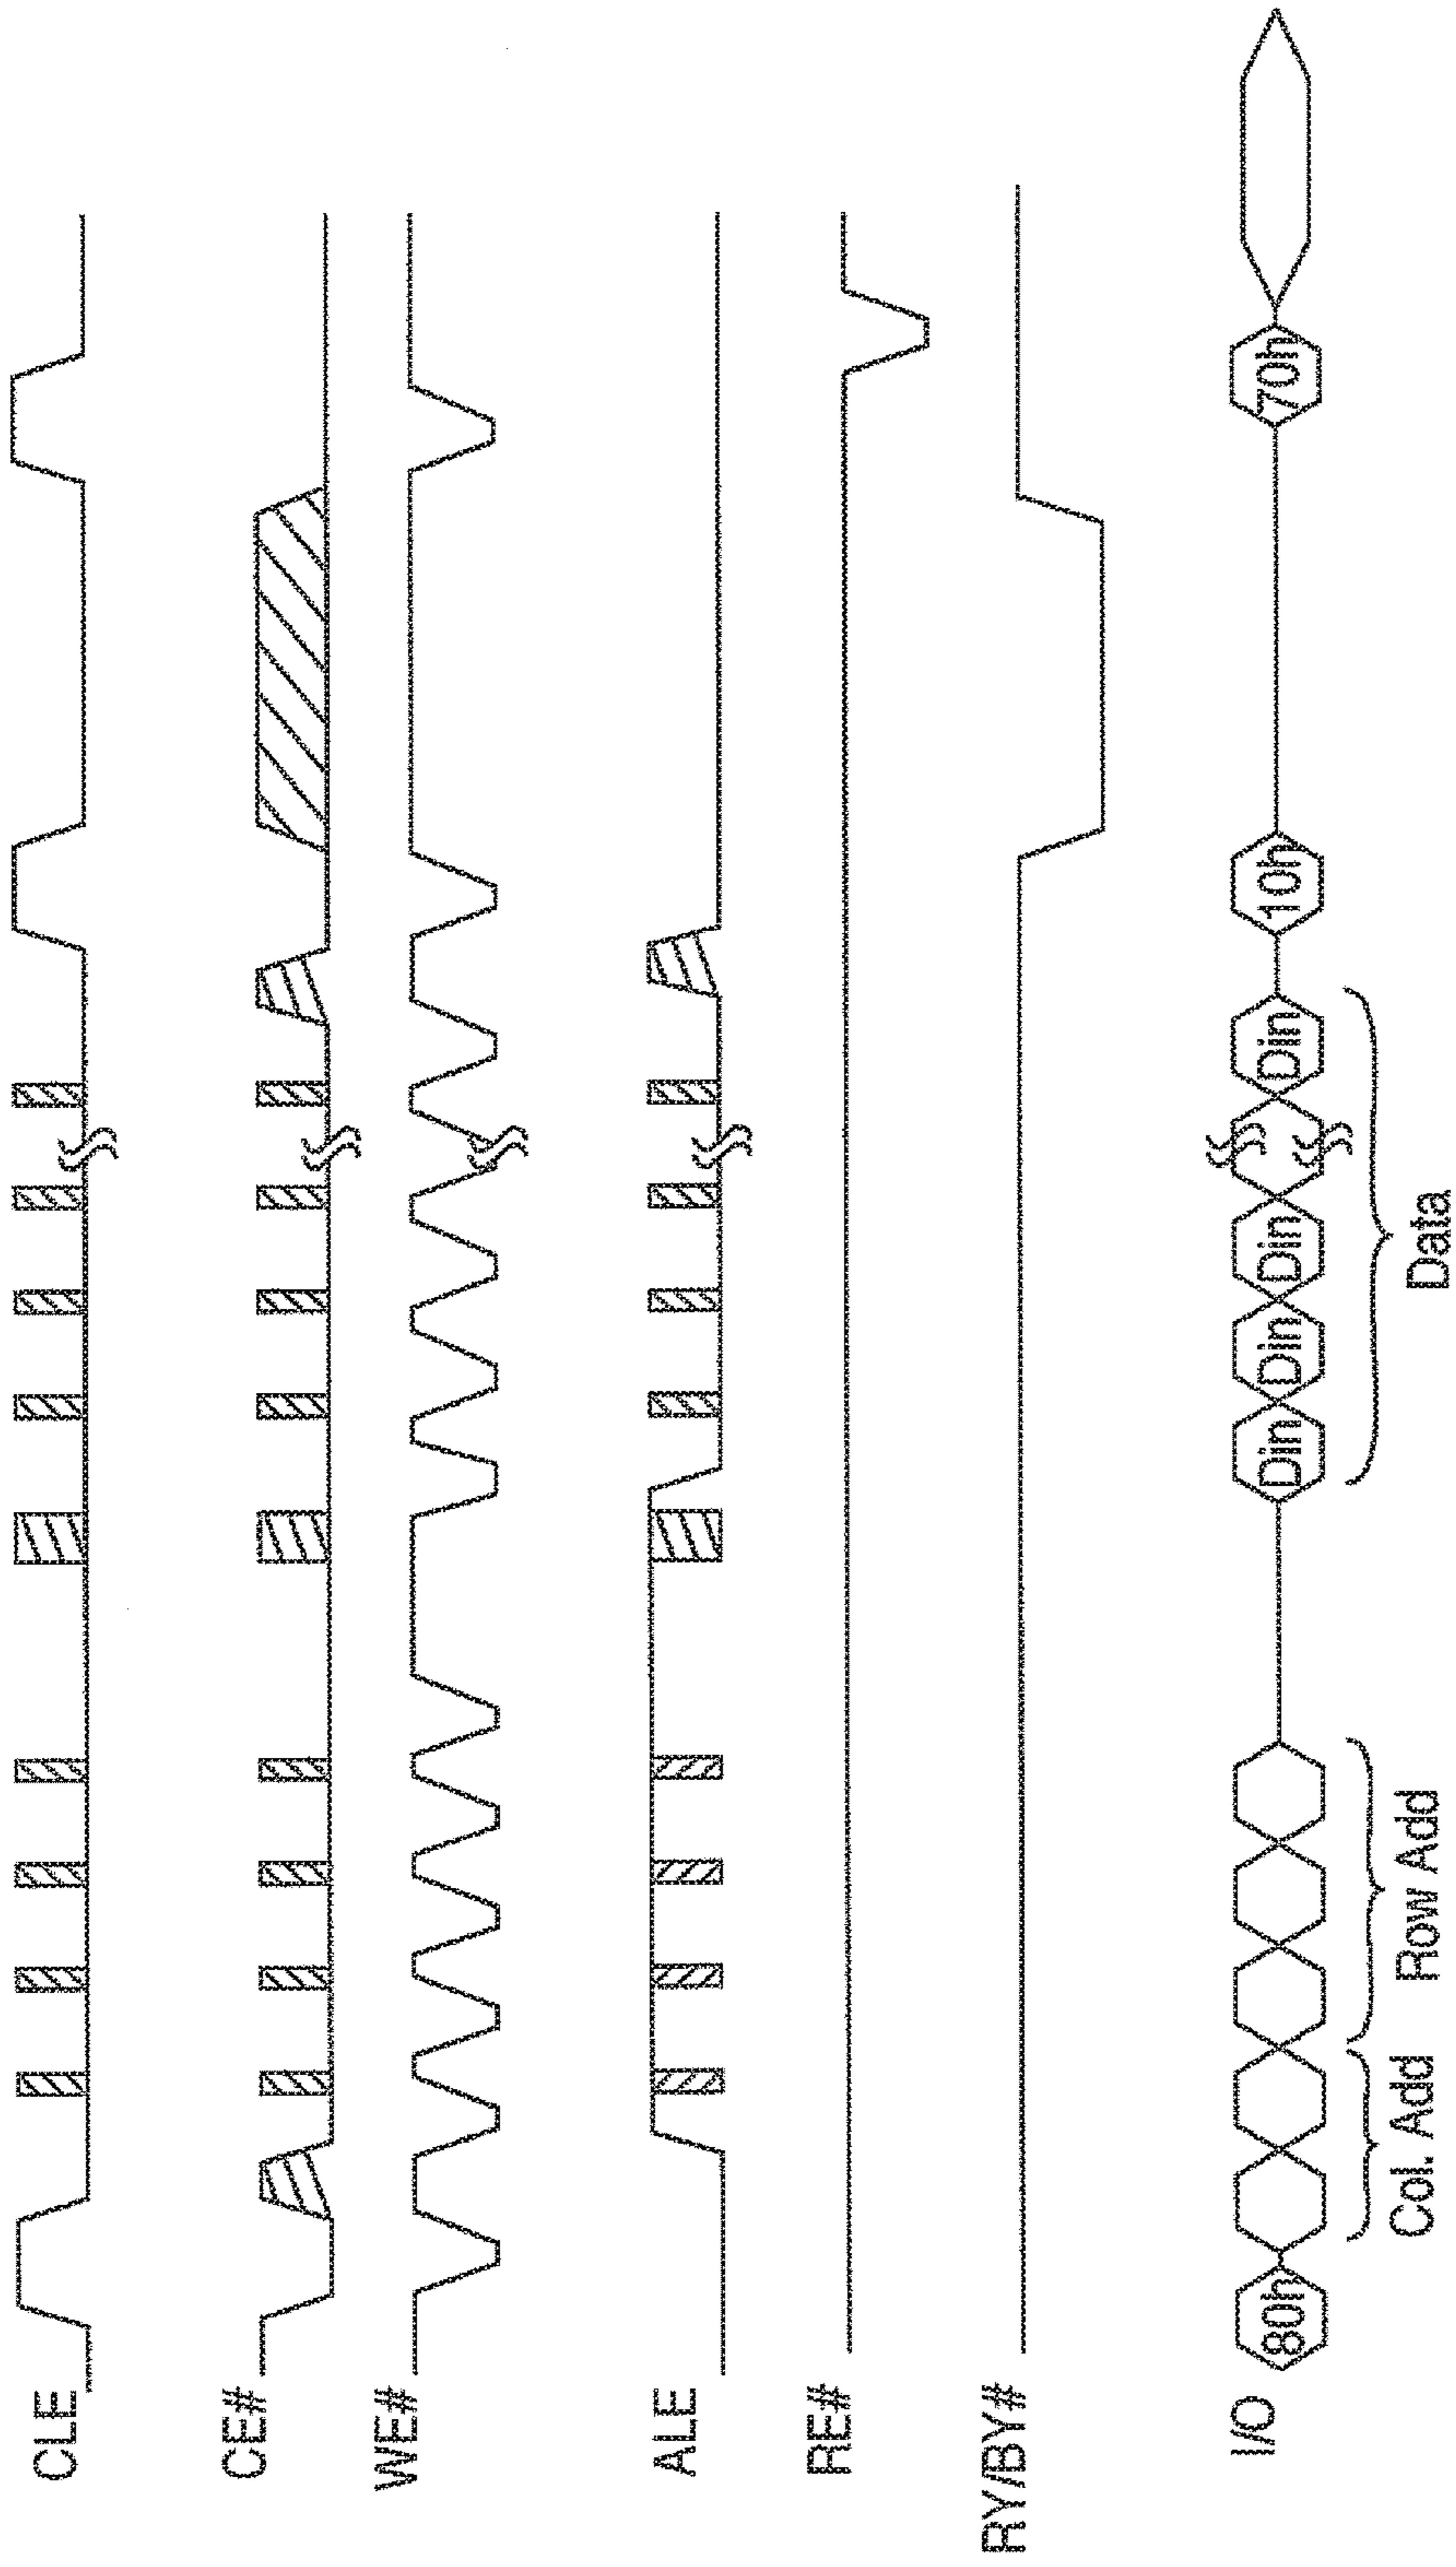 CLE
CE#
WE#
ALE
RE#
RY/BY#
I/O 80h Din Din Din Din 10h 70h
Col. Add Row Add Data